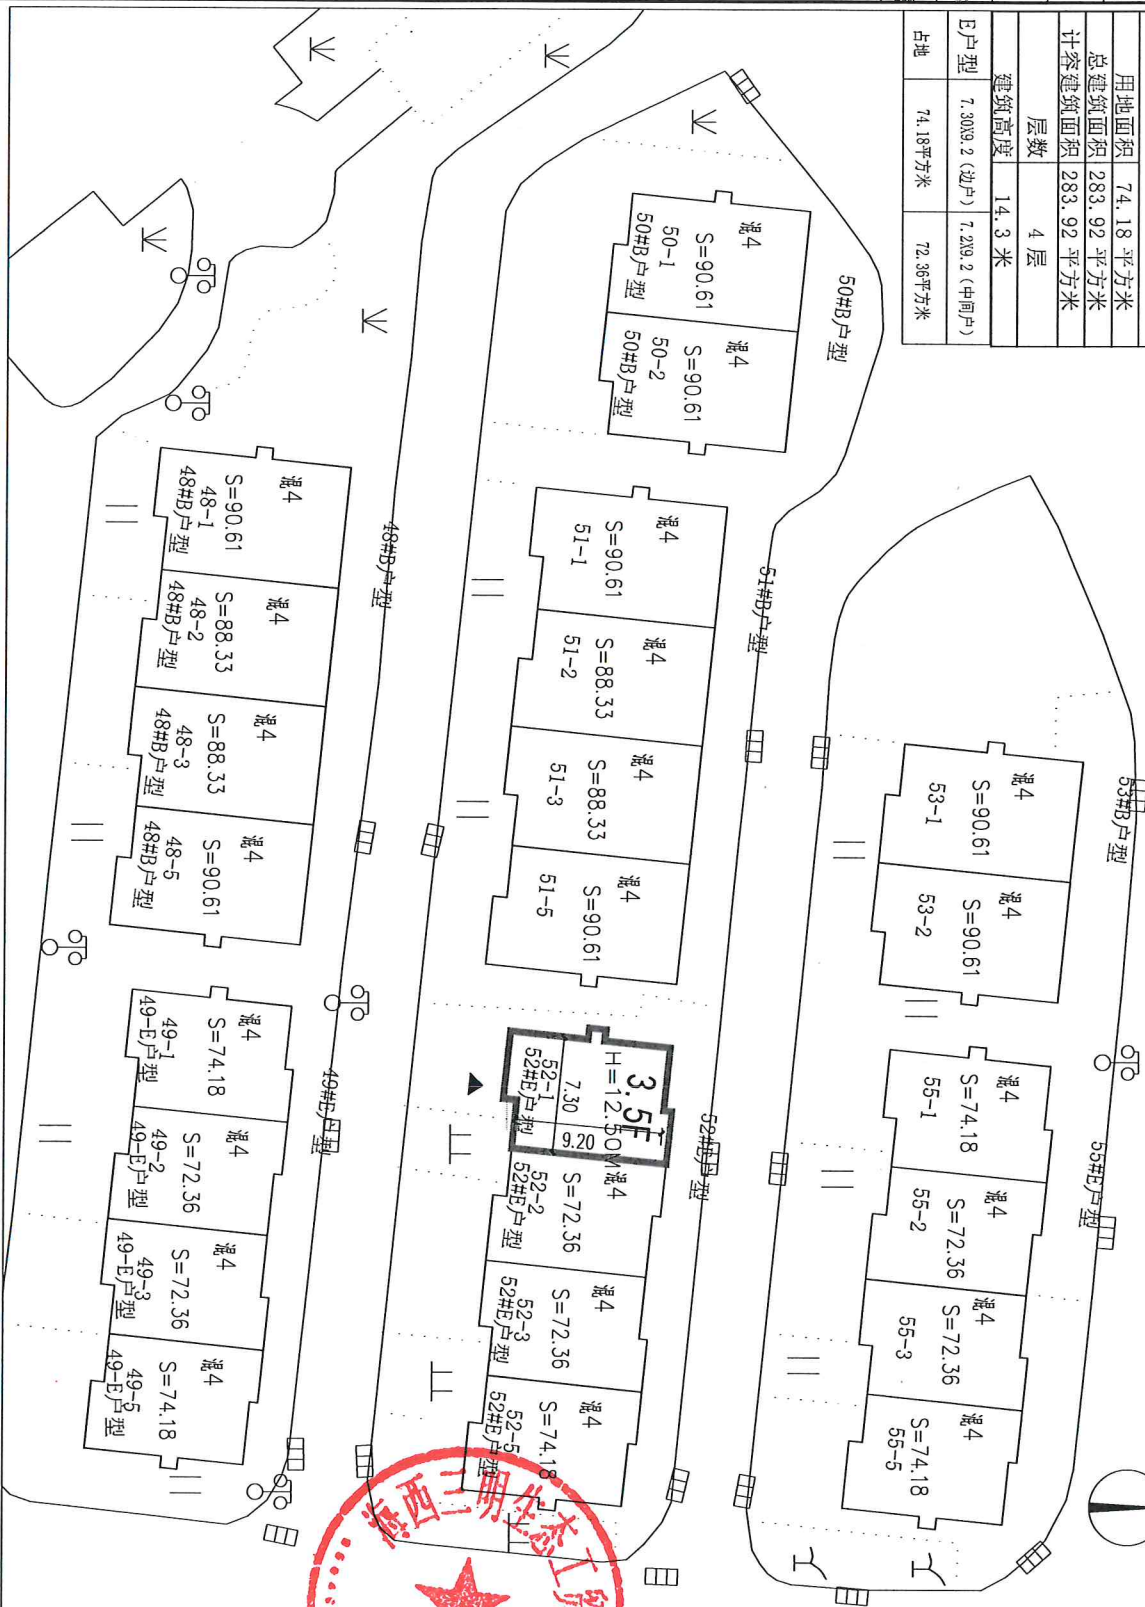 用地面积 74.18 平方米
总建筑面积 283.92 平方米
计容建筑面积 283.92 平方米
层数 4 层
建筑高度 14.3 米
E户型 7.30X9.2 (边户) 7.2X9.2 (中间户)
占地 74.18平方米 72.36平方米
53#B户型
混4
S=90.61
53-1
混4
S=90.61
53-2
55#E户型
混4
S=74.18
55-1
混4
S=72.36
55-2
混4
S=72.36
55-3
混4
S=74.18
55-5
50#B户型
混4
S=90.61
50-1
50#B户型
混4
S=90.61
50-2
50#B户型
51#B户型
混4
S=90.61
51-1
混4
S=88.33
51-2
混4
S=88.33
51-3
混4
S=90.61
51-5
52#E户型
3.5F
H=12.50M
7.30
9.20
52-1
52#E户型
混4
S=72.36
52-2
52#E户型
混4
S=72.36
52-3
52#E户型
混4
S=74.18
52-5
52#E户型
48#B户型
混4
S=90.61
48-1
48#B户型
混4
S=88.33
48-2
48#B户型
混4
S=88.33
48-3
48#B户型
混4
S=90.61
48-5
48#B户型
49#E户型
混4
S=74.18
49-1
49-E户型
混4
S=72.36
49-2
49-E户型
混4
S=72.36
49-3
49-E户型
混4
S=74.18
49-5
49-E户型
海西三明生态工